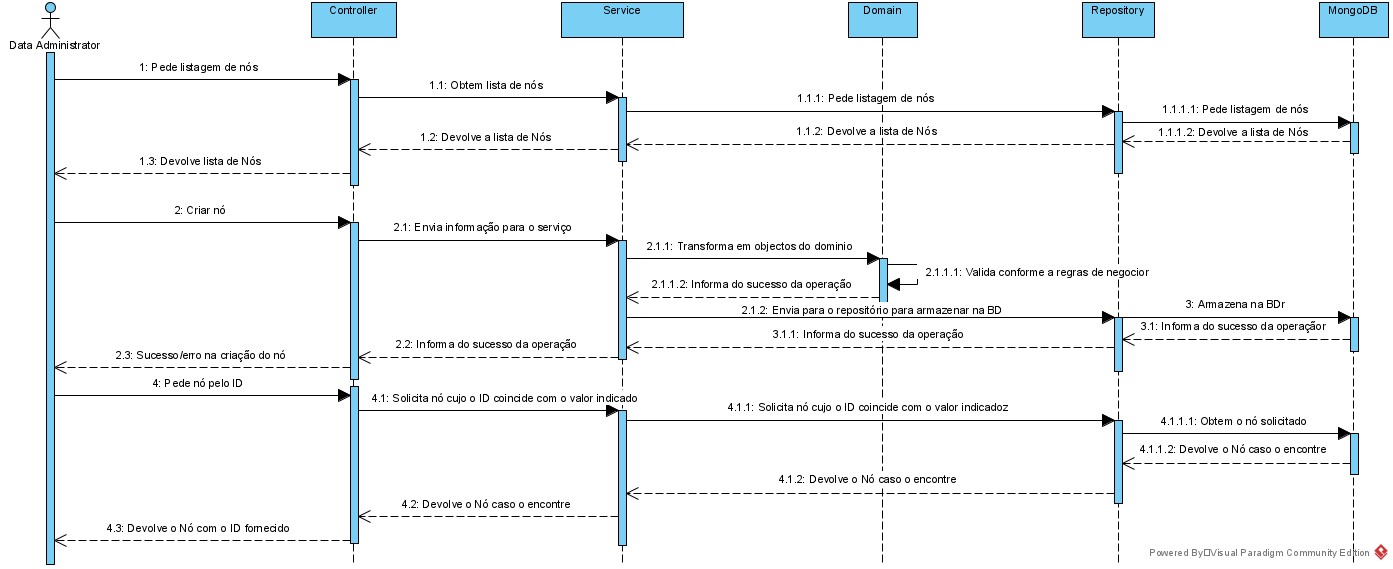 Controller
Service
Domain
Repository
MongoDB
Data Administrator
1: Pede listagem de nós
1.1: Obtem lista de nós
1.1.1: Pede listagem de nós
1.1.1.1: Pede listagem de nós
1.1.1.2: Devolve a lista de Nós
1.1.2: Devolve a lista de Nós
1.2: Devolve a lista de Nós
1.3: Devolve lista de Nós
2: Criar nó
2.1: Envia informação para o serviço
2.1.1: Transforma em objectos do dominio
2.1.1.1: Valida conforme a regras de negocior
2.1.1.2: Informa do sucesso da operação
2.1.2: Envia para o repositório para armazenar na BD
3: Armazena na BDr
3.1: Informa do sucesso da operaçãor
3.1.1: Informa do sucesso da operação
2.2: Informa do sucesso da operação
2.3: Sucesso/erro na criação do nó
4: Pede nó pelo ID
4.1: Solicita nó cujo o ID coincide com o valor indicado
4.1.1: Solicita nó cujo o ID coincide com o valor indicadoz
4.1.1.1: Obtem o nó solicitado
4.1.1.2: Devolve o Nó caso o encontre
4.1.2: Devolve o Nó caso o encontre
4.2: Devolve o Nó caso o encontre
4.3: Devolve o Nó com o ID fornecido
Powered By Visual Paradigm Community Edition